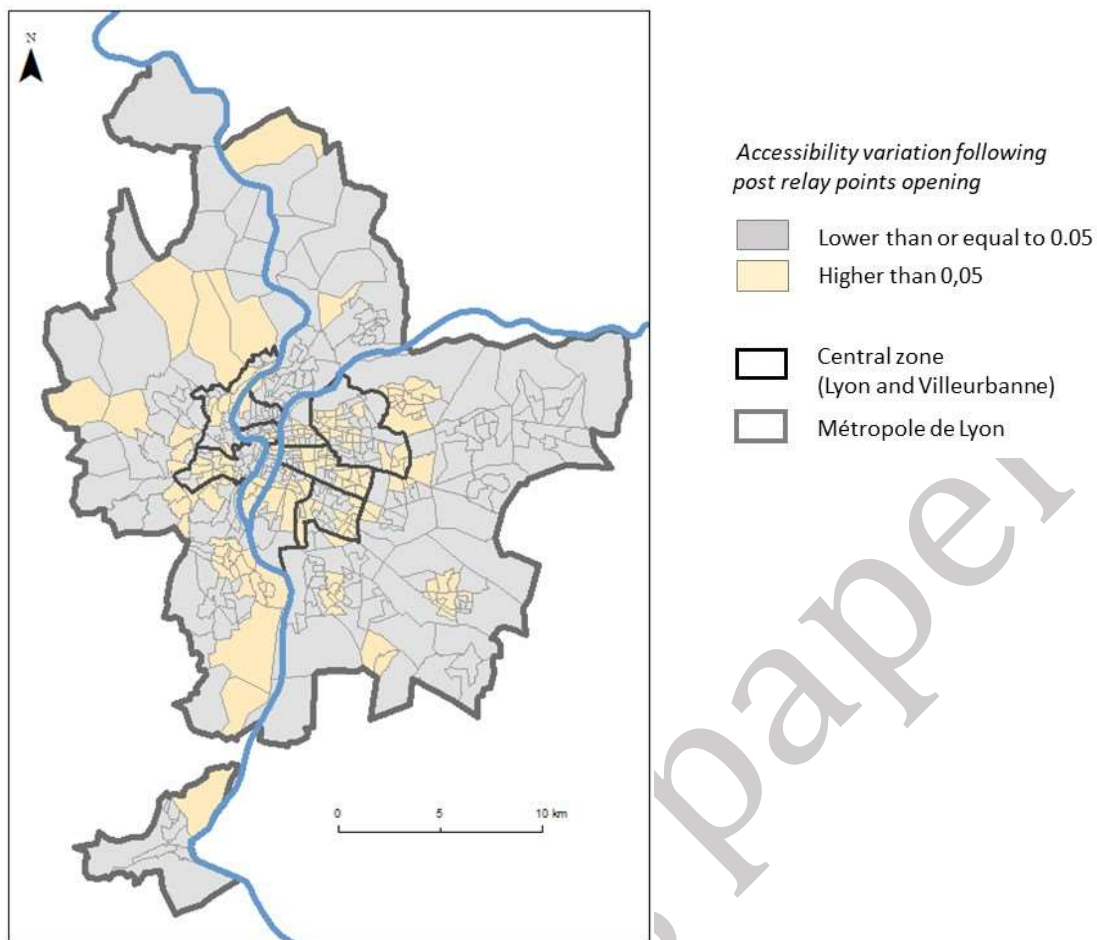 N
Accessibility variation following
post relay points opening
Lower than or equal to 0.05
Higher than 0,05
Central zone
(Lyon and Villeurbanne)
Métropole de Lyon
0 5 10 km
paper